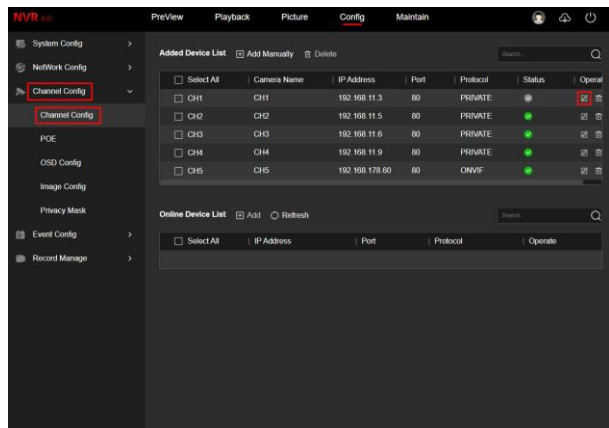 NVR 5.0 PreView Playback Picture Config Maintain
System Config
NetWork Config
Channel Config
Channel Config
POE
OSD Config
Image Config
Privacy Mask
Event Config
Record Manage
Added Device List Add Manually Delete Search...
Select All Camera Name IP Address Port Protocol Status Operat
CH1 CH1 192.168.11.3 80 PRIVATE
CH2 CH2 192.168.11.5 80 PRIVATE
CH3 CH3 192.168.11.6 80 PRIVATE
CH4 CH4 192.168.11.9 80 PRIVATE
CH5 CH5 192.168.178.60 80 ONVIF
Online Device List Add Refresh Search...
Select All IP Address Port Protocol Operate